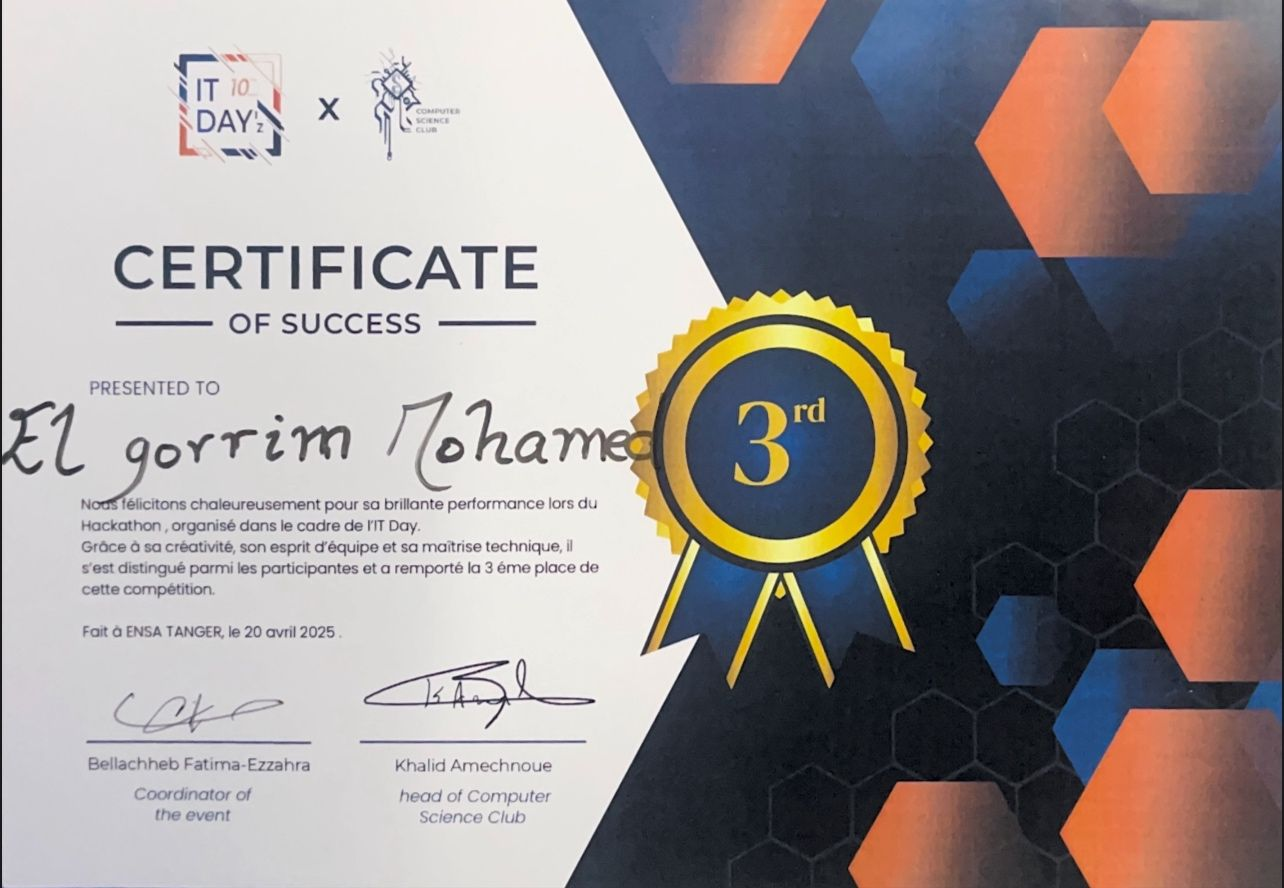 IT 10
DAY'z
X
COMPUTER
SCIENCE
CLUB
CERTIFICATE
OF SUCCESS
PRESENTED TO
El gorrim Mohamed
3rd
Nous félicitons chaleureusement pour sa brillante performance lors du
Hackathon , organisé dans le cadre de l'IT Day.
Grâce à sa créativité, son esprit d'équipe et sa maîtrise technique, il
s'est distingué parmi les participantes et a remporté la 3 éme place de
cette compétition.
Fait à ENSA TANGER, le 20 avril 2025 .
Bellachheb Fatima-Ezzahra
Coordinator of
the event
Khalid Amechnoue
head of Computer
Science Club